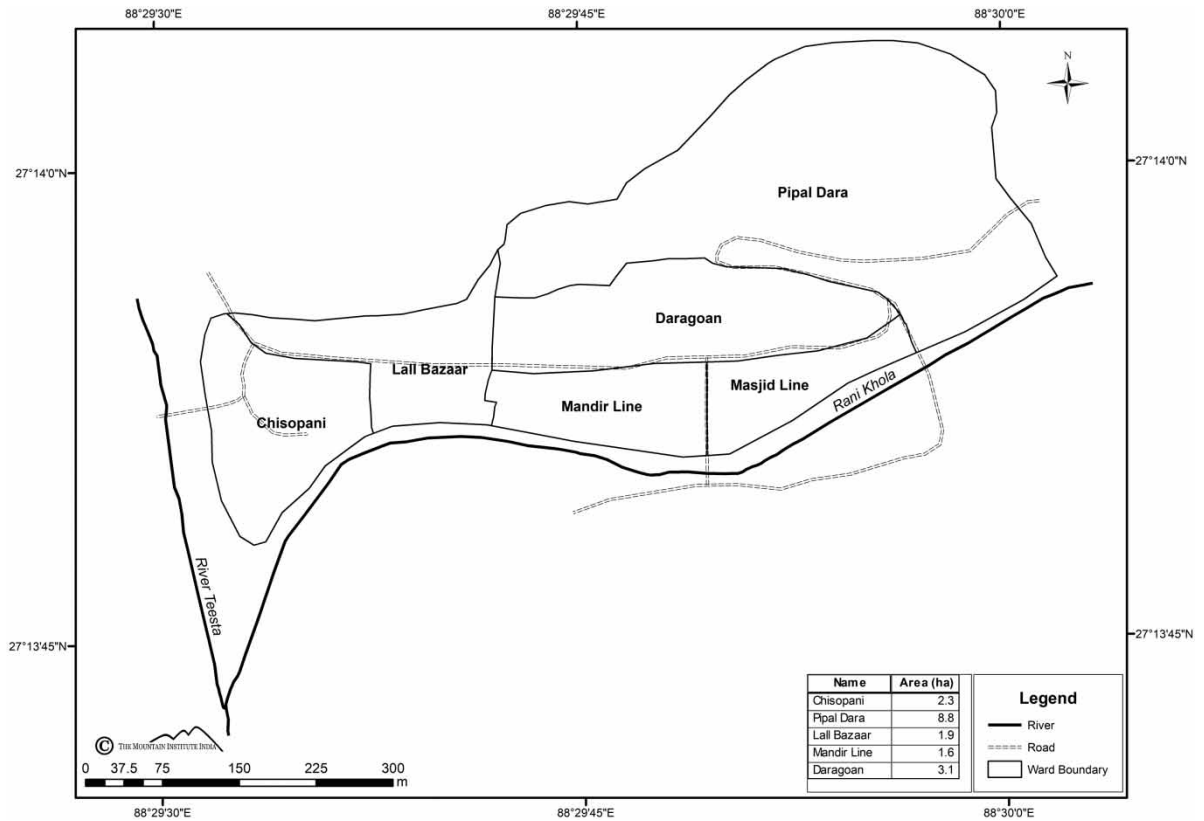 88°29'30"E 88°29'45"E 88°30'0"E
N
27°14'0"N 27°14'0"N
Pipal Dara
Daragoan
Lall Bazaar
Masjid Line
Mandir Line
Rani Khola
Chisopani
River Teesta
27°13'45"N 27°13'45"N
Name Area (ha)
Chisopani 2.3
Pipal Dara 8.8
Lall Bazaar 1.9
Mandir Line 1.6
Daragoan 3.1
Legend
River
Road
Ward Boundary
© THE MOUNTAIN INSTITUTE INDIA
0 37.5 75 150 225 300
m
88°29'30"E 88°29'45"E 88°30'0"E